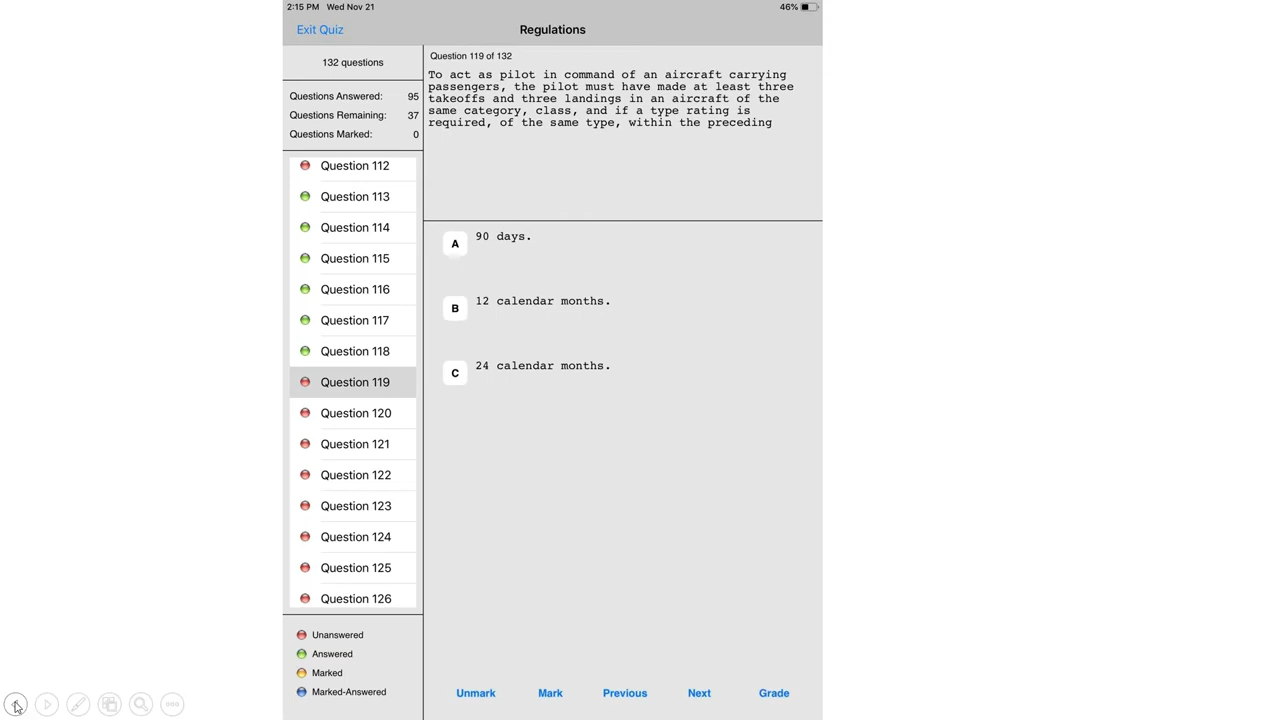 2:15 PM Wed Nov 21
46%
Exit Quiz
Regulations
132 questions
Questions Answered: 95
Questions Remaining: 37
Questions Marked: 0
Question 112
Question 113
Question 114
Question 115
Question 116
Question 117
Question 118
Question 119
Question 120
Question 121
Question 122
Question 123
Question 124
Question 125
Question 126
Unanswered
Answered
Marked
Marked-Answered
Question 119 of 132
To act as pilot in command of an aircraft carrying
passengers, the pilot must have made at least three
takeoffs and three landings in an aircraft of the
same category, class, and if a type rating is
required, of the same type, within the preceding
A 90 days.
B 12 calendar months.
C 24 calendar months.
Unmark Mark Previous Next Grade